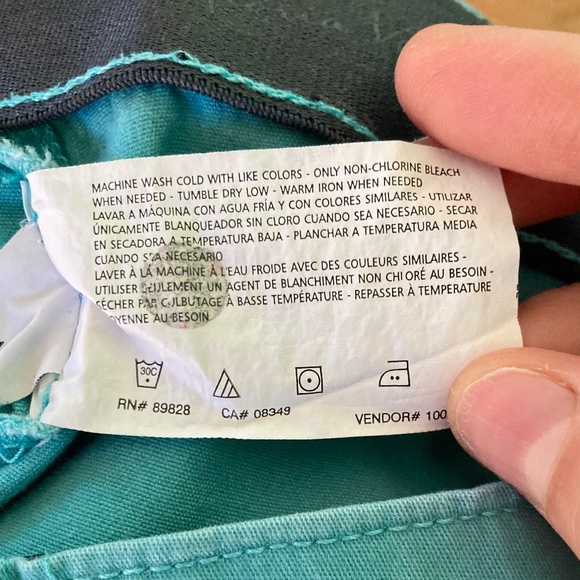 MACHINE WASH COLD WITH LIKE COLORS - ONLY NON-CHLORINE BLEACH
WHEN NEEDED - TUMBLE DRY LOW - WARM IRON WHEN NEEDED
LAVAR A MÁQUINA CON AGUA FRÍA Y CON COLORES SIMILARES - UTILIZAR
ÚNICAMENTE BLANQUEADOR SIN CLORO CUANDO SEA NECESARIO - SECAR
EN SECADORA A TEMPERATURA BAJA - PLANCHAR A TEMPERATURA MEDIA
CUANDO SEA NECESARIO
LAVER À LA MACHINE À L'EAU FROIDE AVEC DES COULEURS SIMILAIRES -
UTILISER SEULEMENT UN AGENT DE BLANCHIMENT NON CHLORÉ AU BESOIN -
SÉCHER PAR CULBUTAGE À BASSE TEMPÉRATURE - REPASSER À TEMPÉRATURE
MOYENNE AU BESOIN
30C
RN# 89828
CA# 08349
VENDOR# 100